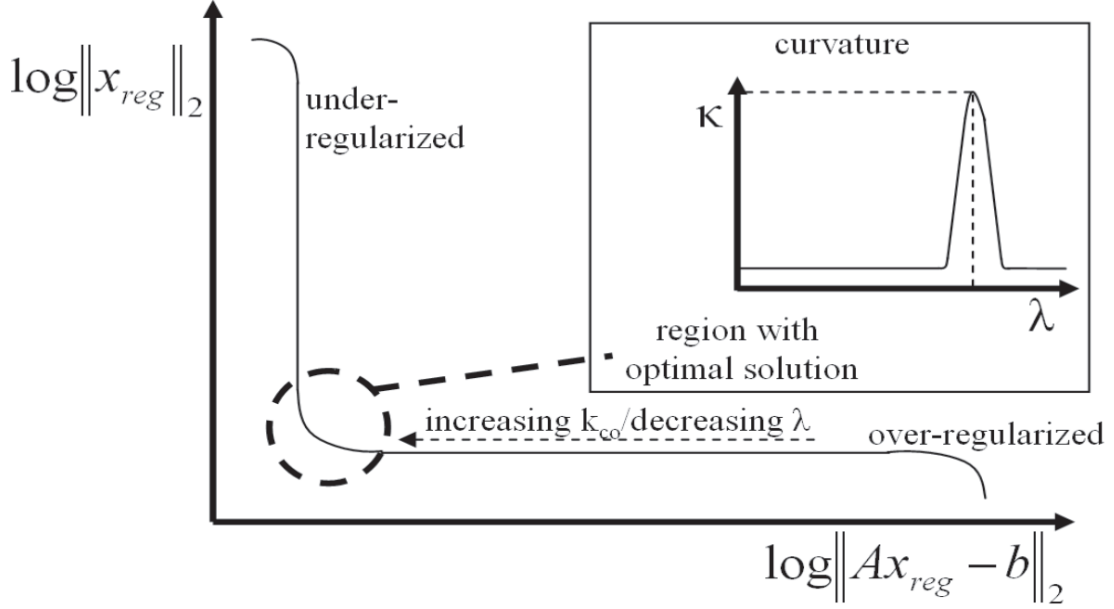 log‖x_reg‖₂
under-
regularized
curvature
κ
λ
region with
optimal solution
increasing k_co/decreasing λ
over-regularized
log‖Ax_reg − b‖₂